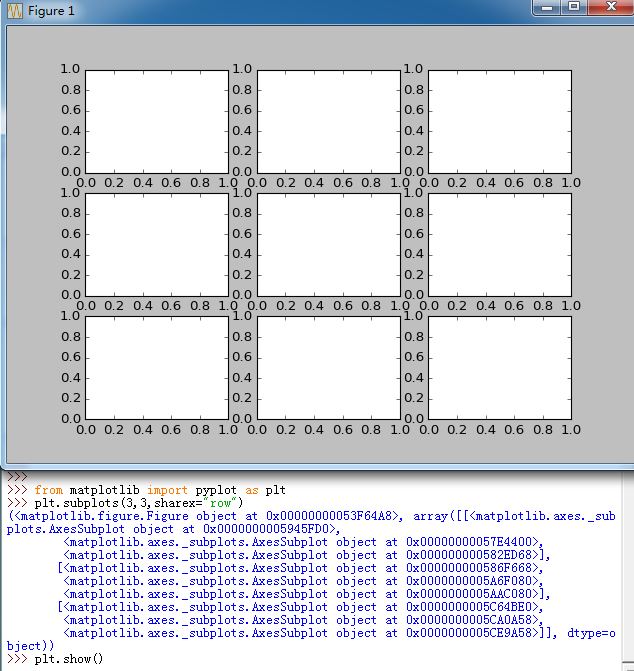 Figure 1
1.0 1.0 1.0
0.8 0.8 0.8
0.6 0.6 0.6
0.4 0.4 0.4
0.2 0.2 0.2
0.0 0.0 0.0
0.0 0.2 0.4 0.6 0.8 1.0 0.0 0.2 0.4 0.6 0.8 1.0 0.0 0.2 0.4 0.6 0.8 1.0
1.0 1.0 1.0
0.8 0.8 0.8
0.6 0.6 0.6
0.4 0.4 0.4
0.2 0.2 0.2
0.0 0.0 0.0
0.0 0.2 0.4 0.6 0.8 1.0 0.0 0.2 0.4 0.6 0.8 1.0 0.0 0.2 0.4 0.6 0.8 1.0
1.0 1.0 1.0
0.8 0.8 0.8
0.6 0.6 0.6
0.4 0.4 0.4
0.2 0.2 0.2
0.0 0.0 0.0
0.0 0.2 0.4 0.6 0.8 1.0 0.0 0.2 0.4 0.6 0.8 1.0 0.0 0.2 0.4 0.6 0.8 1.0
>>>
>>> from matplotlib import pyplot as plt
>>> plt.subplots(3,3,sharex="row")
(<matplotlib.figure.Figure object at 0x00000000053F64A8>, array([[<matplotlib.axes._sub
plots.AxesSubplot object at 0x0000000005945FD0>,
<matplotlib.axes._subplots.AxesSubplot object at 0x00000000057E4400>,
<matplotlib.axes._subplots.AxesSubplot object at 0x000000000582ED68>],
[<matplotlib.axes._subplots.AxesSubplot object at 0x000000000586F668>,
<matplotlib.axes._subplots.AxesSubplot object at 0x0000000005A6F080>,
<matplotlib.axes._subplots.AxesSubplot object at 0x0000000005AAC080>],
[<matplotlib.axes._subplots.AxesSubplot object at 0x0000000005C64BE0>,
<matplotlib.axes._subplots.AxesSubplot object at 0x0000000005CA0A58>,
<matplotlib.axes._subplots.AxesSubplot object at 0x0000000005CE9A58>]], dtype=o
bject))
>>> plt.show()